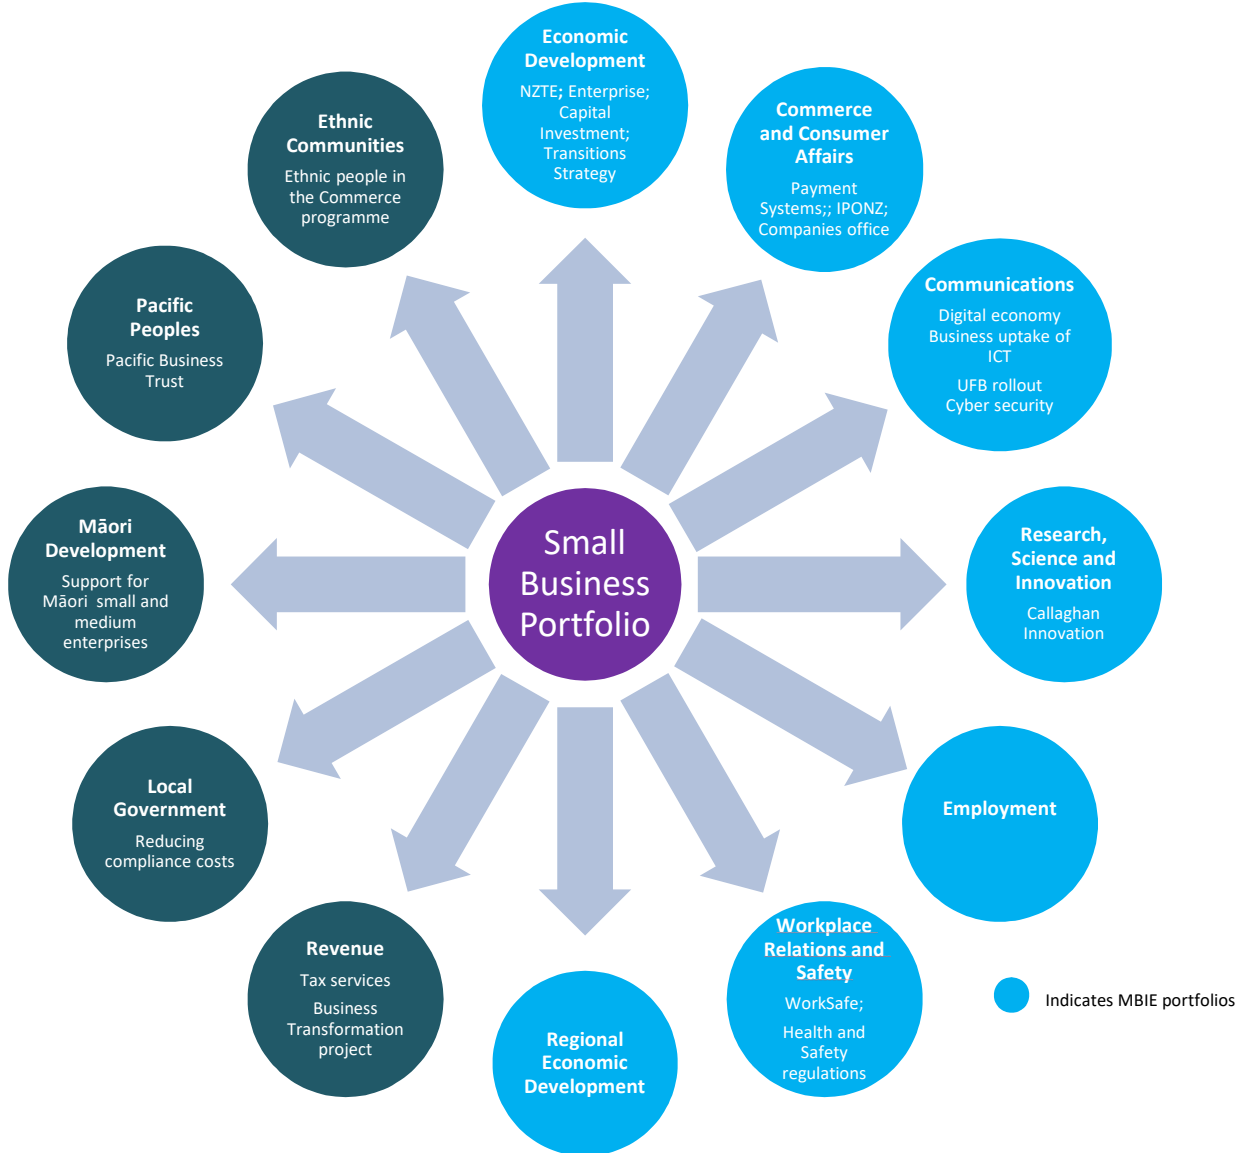 Economic
Development
NZTE; Enterprise;
Capital
Investment;
Transitions
Strategy
Commerce
and Consumer
Affairs
Payment
Systems;; IPONZ;
Companies office
Communications
Digital economy
Business uptake of
ICT
UFB rollout
Cyber security
Research,
Science and
Innovation
Callaghan
Innovation
Employment
Workplace
Relations and
Safety
WorkSafe;
Health and
Safety
regulations
Regional
Economic
Development
Revenue
Tax services
Business
Transformation
project
Local
Government
Reducing
compliance costs
Māori
Development
Support for
Māori small and
medium
enterprises
Pacific
Peoples
Pacific Business
Trust
Ethnic
Communities
Ethnic people in
the Commerce
programme
Small
Business
Portfolio
Indicates MBIE portfolios